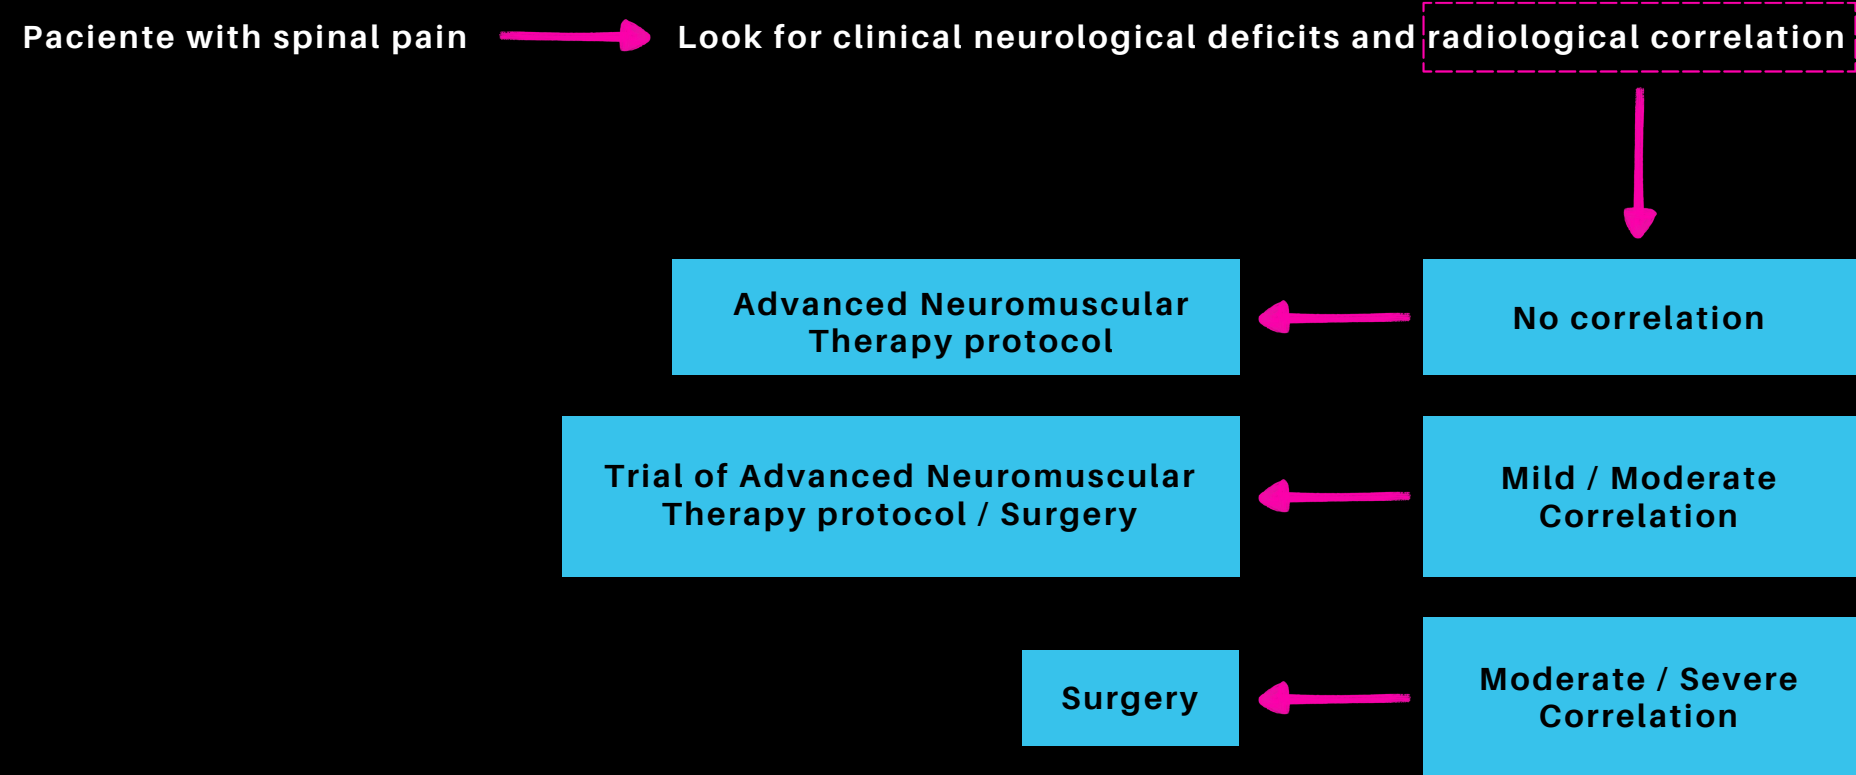 Paciente with spinal pain
Look for clinical neurological deficits and radiological correlation
Advanced Neuromuscular
Therapy protocol
No correlation
Trial of Advanced Neuromuscular
Therapy protocol / Surgery
Mild / Moderate
Correlation
Surgery
Moderate / Severe
Correlation